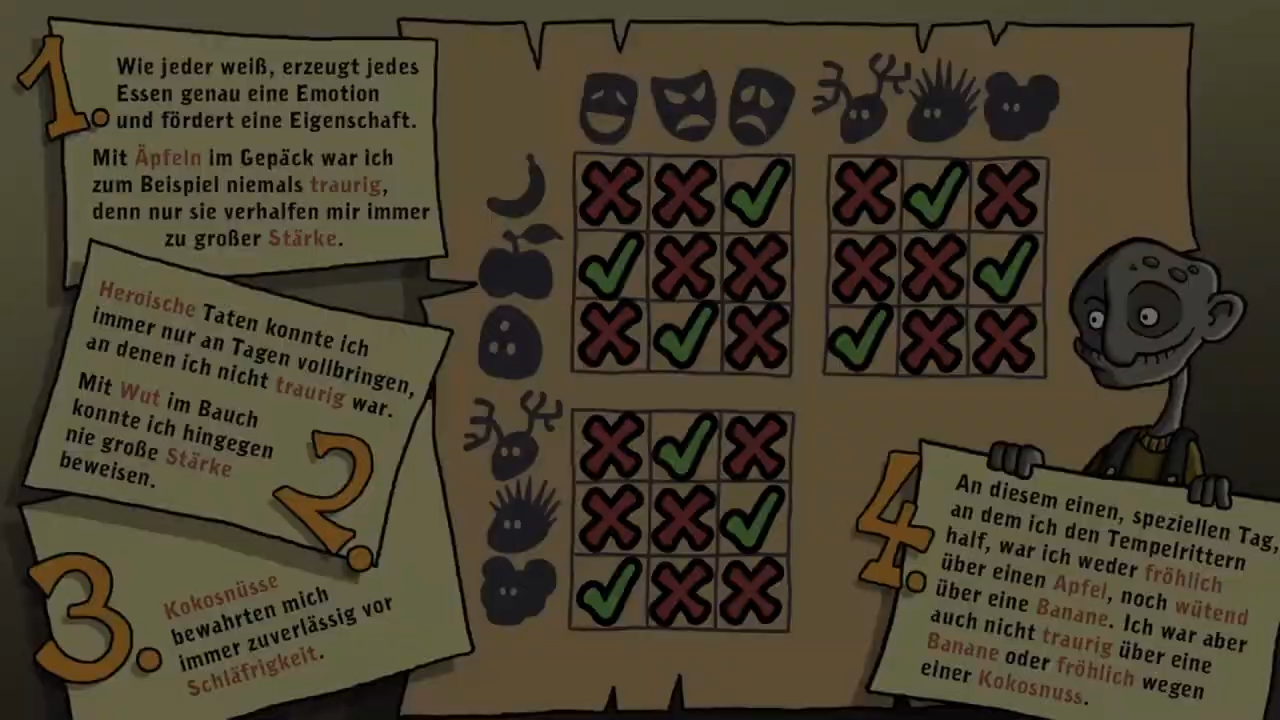 1.
Wie jeder weiß, erzeugt jedes
Essen genau eine Emotion
und fördert eine Eigenschaft.
Mit Äpfeln im Gepäck war ich
zum Beispiel niemals traurig,
denn nur sie verhalfen mir immer
zu großer Stärke.
2.
Heroische Taten konnte ich
immer nur an Tagen vollbringen,
an denen ich nicht traurig war.
Mit Wut im Bauch
konnte ich hingegen
nie große Stärke
beweisen.
3.
Kokosnüsse
bewahrten mich
immer zuverlässig vor
Schläfrigkeit.
4.
An diesem einen, speziellen Tag,
an dem ich den Tempelrittern
half, war ich weder fröhlich
über einen Apfel, noch wütend
über eine Banane. Ich war aber
auch nicht traurig über eine
Banane oder fröhlich wegen
einer Kokosnuss.